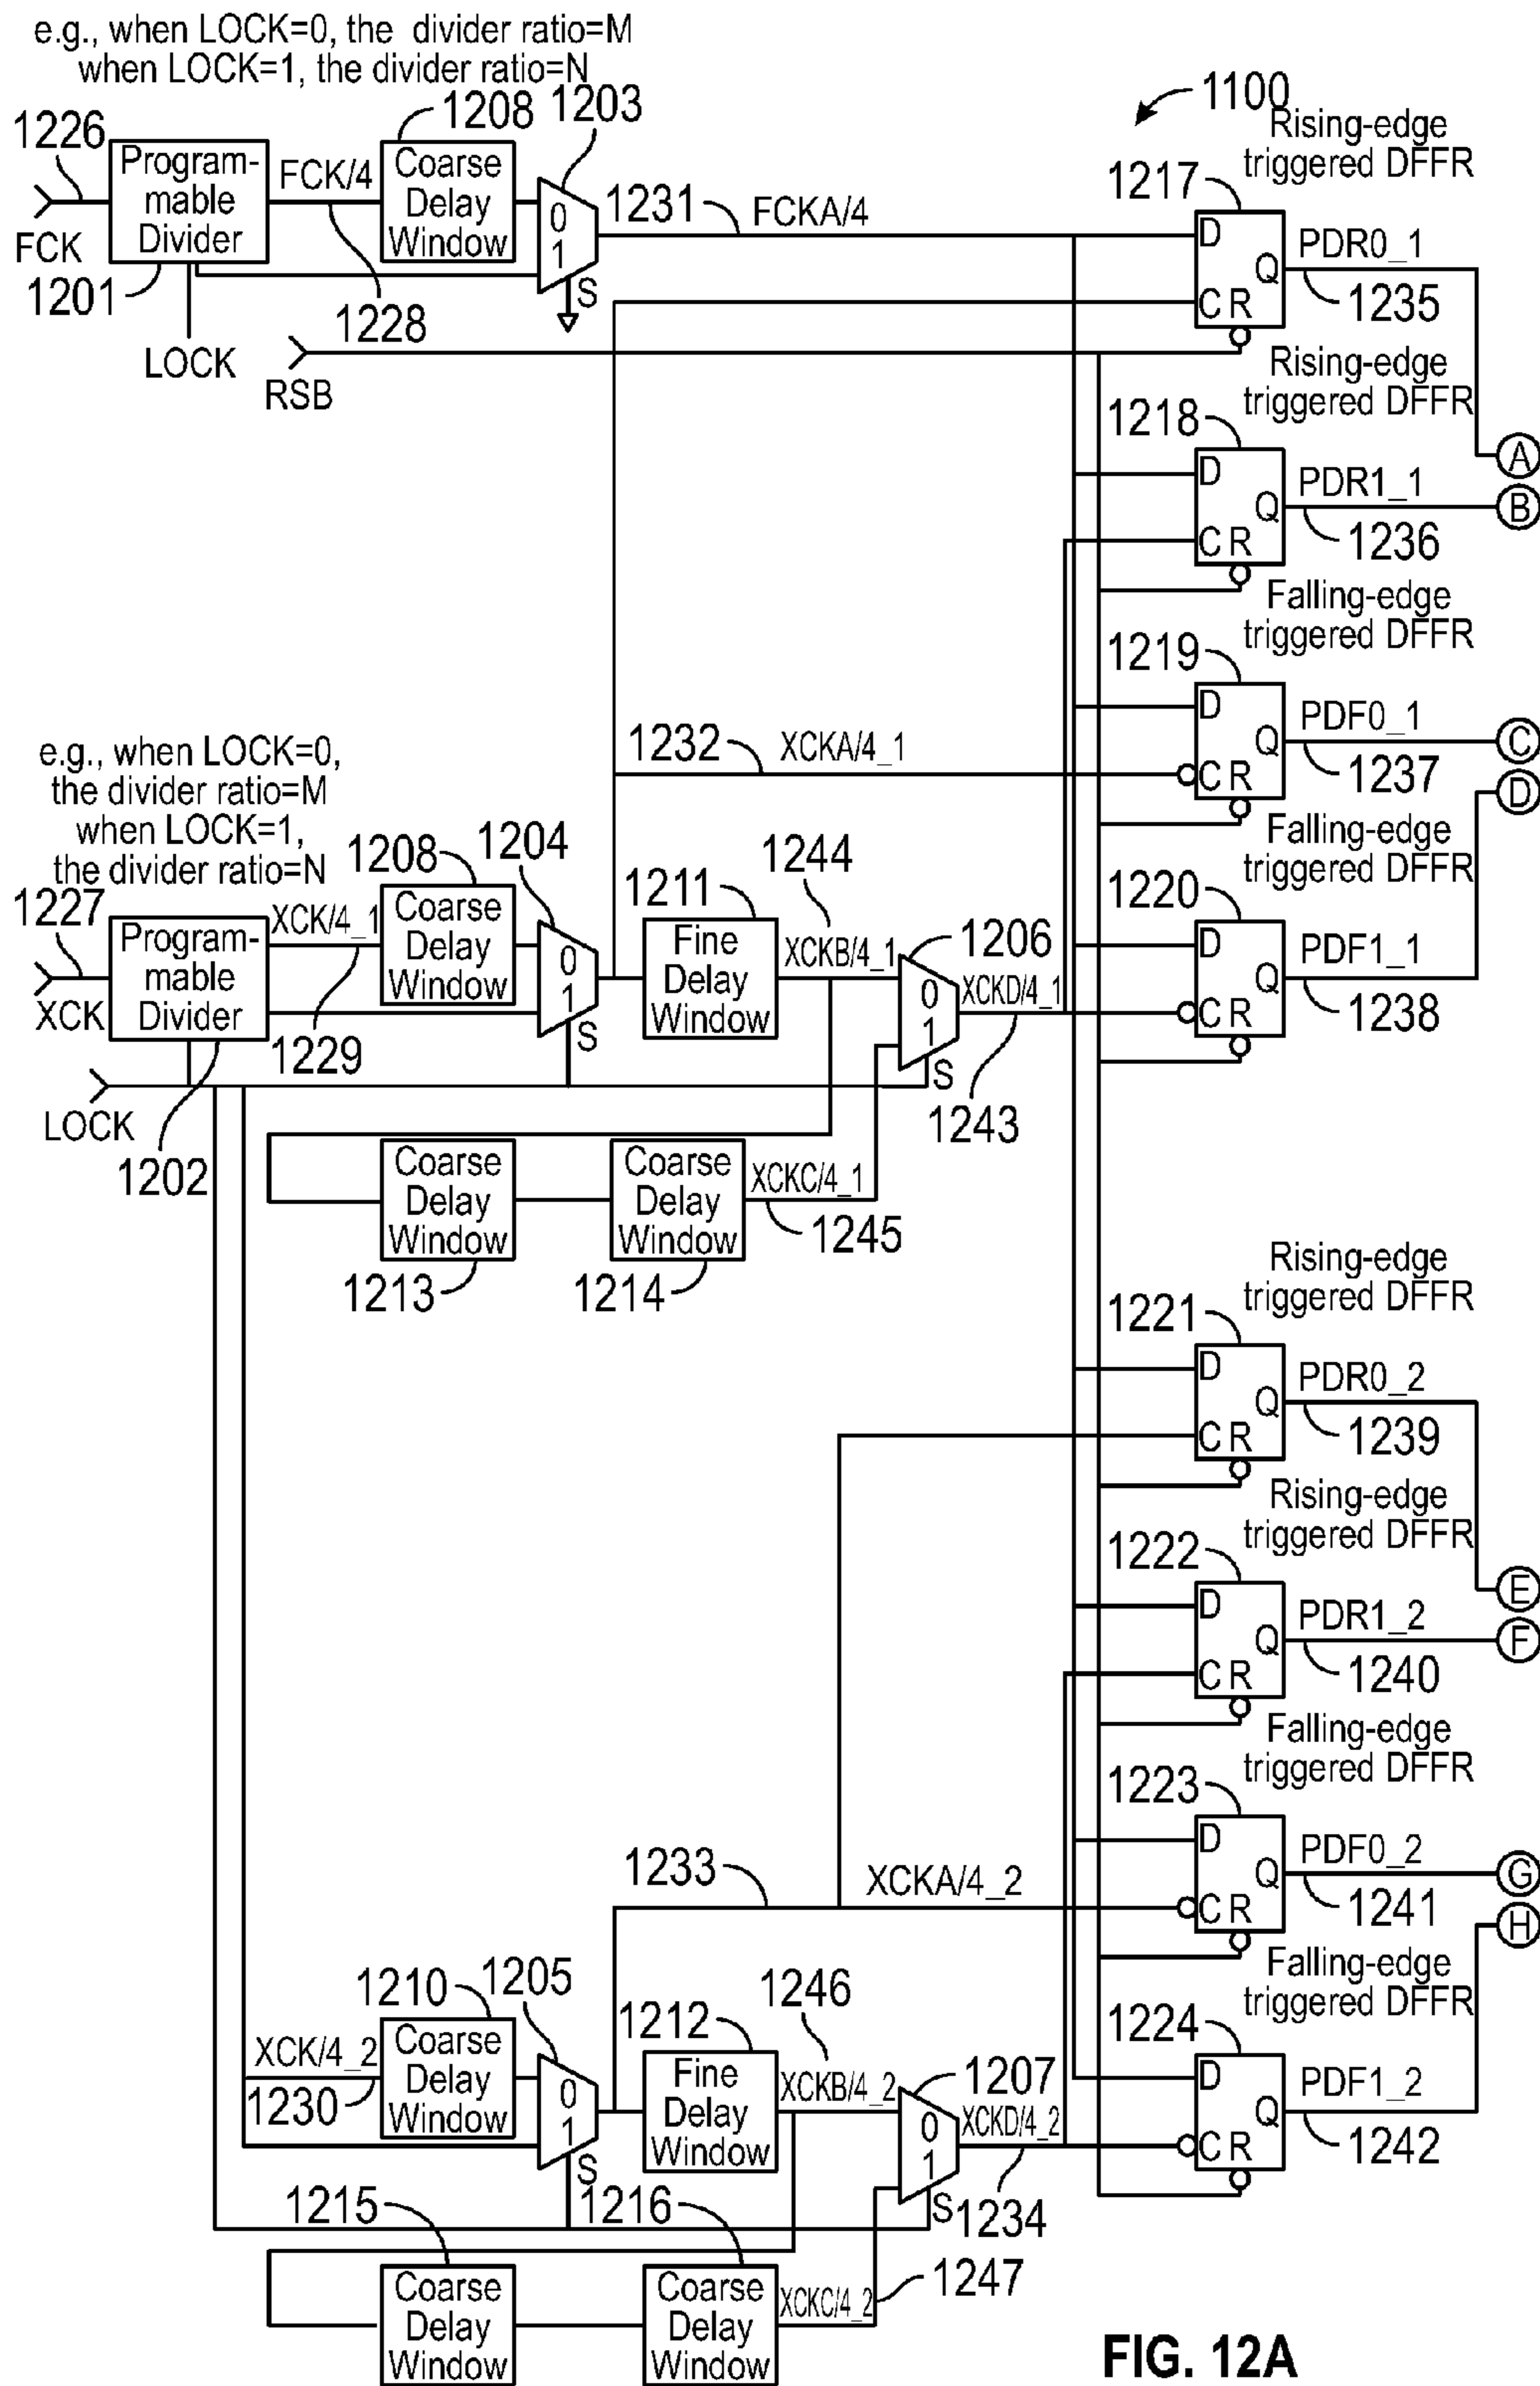 e.g., when LOCK=0, the divider ratio=M
when LOCK=1, the divider ratio=N
1100
1226
1208
1203
Rising-edge
triggered DFFR
Program-
mable
Divider
FCK/4
Coarse
Delay
Window
0
1
S
1231
FCKA/4
1217
D
Q
C R
PDR0_1
1235
FCK
1201
1228
LOCK
RSB
Rising-edge
triggered DFFR
1218
D
Q
C R
PDR1_1
1236
A
B
Falling-edge
triggered DFFR
1219
D
Q
C R
PDF0_1
1237
C
D
1232
XCKA/4_1
e.g., when LOCK=0,
the divider ratio=M
when LOCK=1,
the divider ratio=N
1227
XCK
Program-
mable
Divider
XCK/4_1
1229
1208
Coarse
Delay
Window
1204
0
1
S
1211
Fine
Delay
Window
1244
XCKB/4_1
1206
0
1
S
XCKD/4_1
1243
Falling-edge
triggered DFFR
1220
D
Q
C R
PDF1_1
1238
LOCK
1202
Coarse
Delay
Window
1213
Coarse
Delay
Window
1214
XCKC/4_1
1245
Rising-edge
triggered DFFR
1221
D
Q
C R
PDR0_2
1239
Rising-edge
triggered DFFR
1222
D
Q
C R
PDR1_2
1240
E
F
Falling-edge
triggered DFFR
1223
D
Q
C R
PDF0_2
1241
G
H
1233
XCKA/4_2
Falling-edge
triggered DFFR
1224
D
Q
C R
PDF1_2
1242
XCK/4_2
1230
1210
Coarse
Delay
Window
1205
0
1
S
1212
Fine
Delay
Window
1246
XCKB/4_2
1207
0
1
S
XCKD/4_2
1234
1215
Coarse
Delay
Window
1216
Coarse
Delay
Window
XCKC/4_2
1247
FIG. 12A